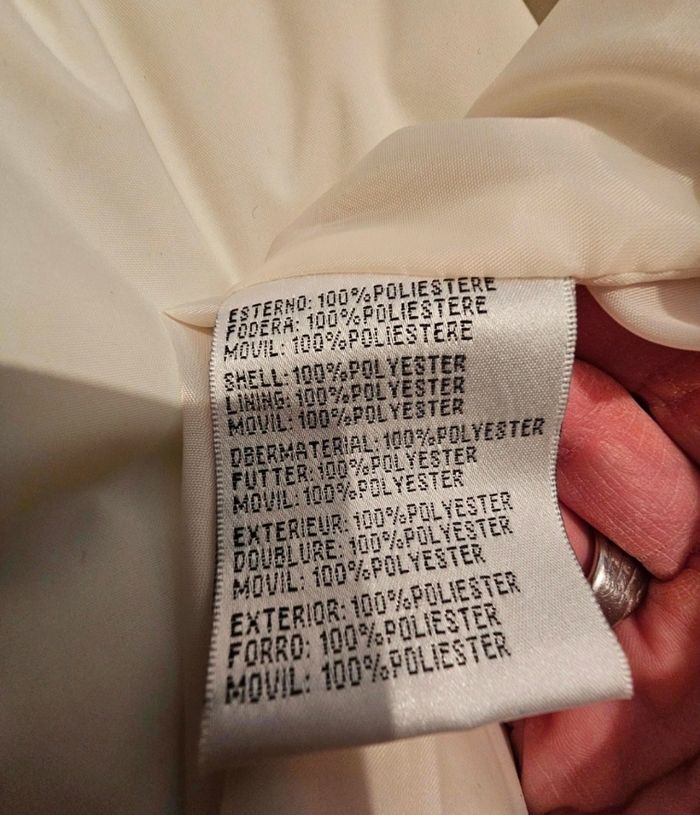 ESTERNO: 100%POLIESTERE
FODERA: 100%POLIESTERE
MOVIL: 100%POLIESTERE
SHELL: 100%POLYESTER
LINING: 100%POLYESTER
MOVIL: 100%POLYESTER
OBERMATERIAL: 100%POLYESTER
FUTTER: 100%POLYESTER
MOVIL: 100%POLYESTER
EXTERIEUR: 100%POLYESTER
DOUBLURE: 100%POLYESTER
MOVIL: 100%POLYESTER
EXTERIOR: 100%POLIESTER
FORRO: 100%POLIESTER
MOVIL: 100%POLIESTER